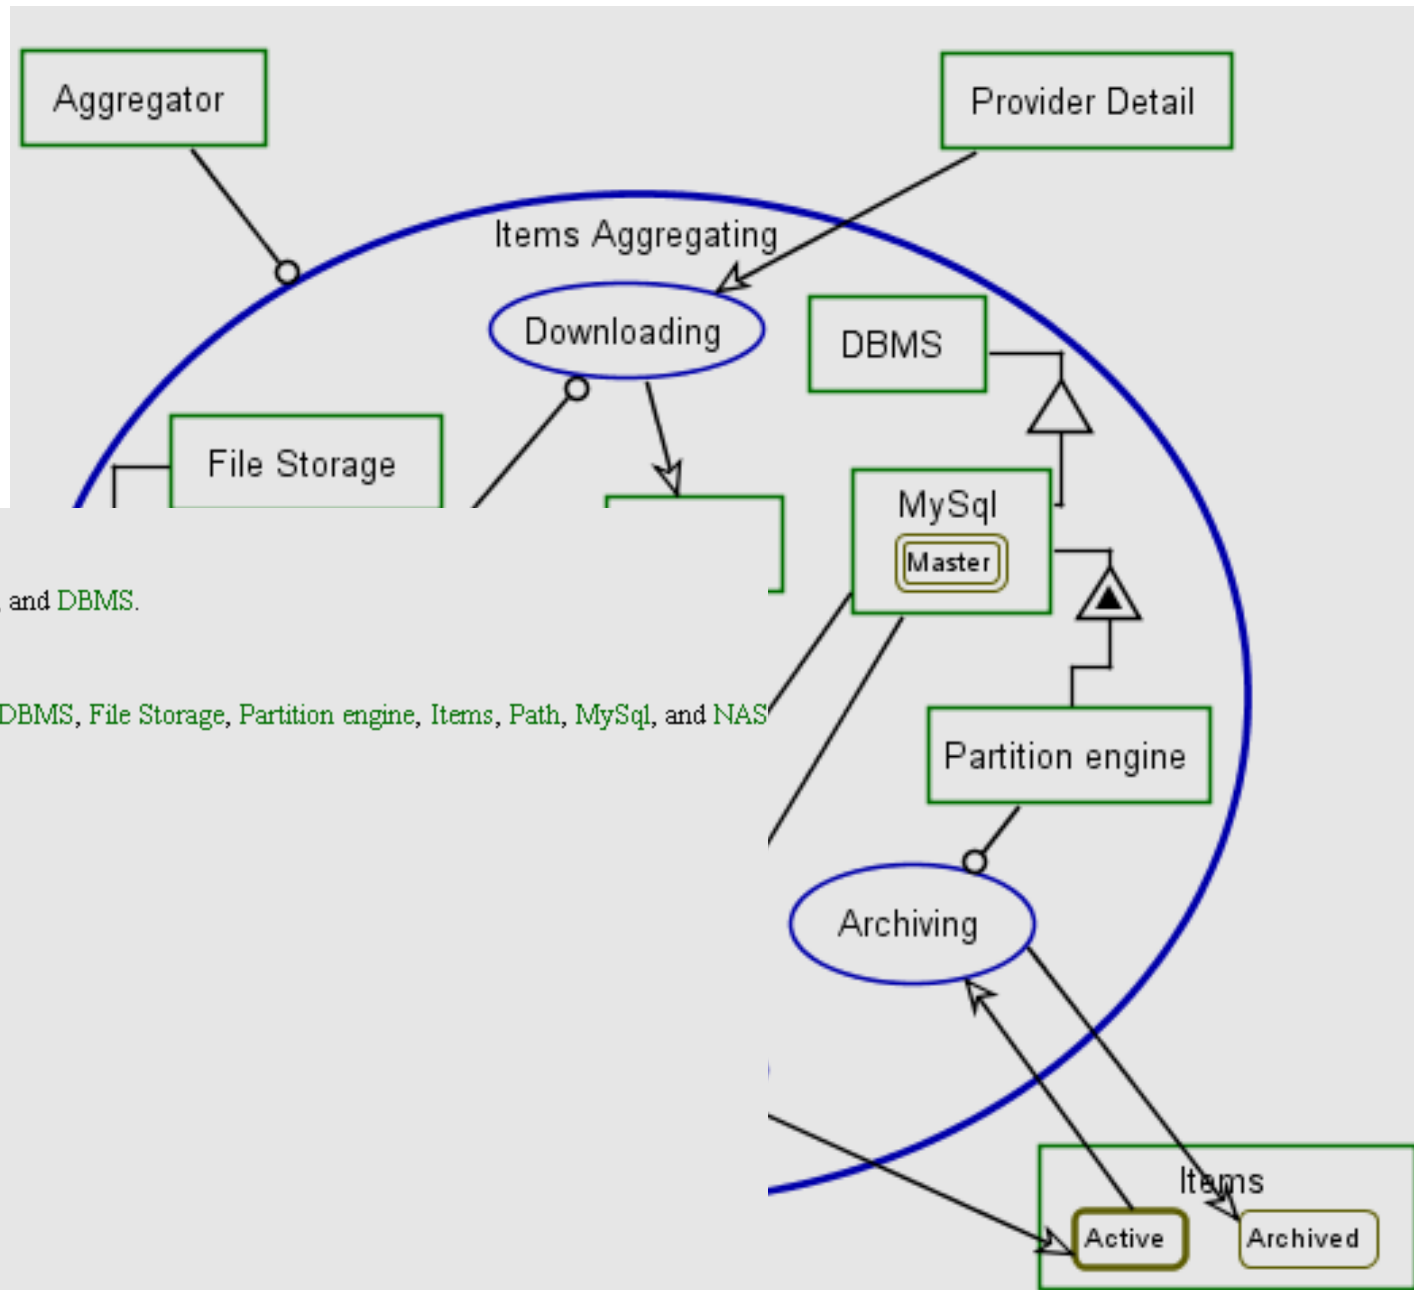 Aggregator
Provider Detail
Items Aggregating
Downloading
DBMS
File Storage
MySql
Master
, and DBMS.
DBMS, File Storage, Partition engine, Items, Path, MySql, and NAS
Partition engine
Archiving
Items
Active
Archived